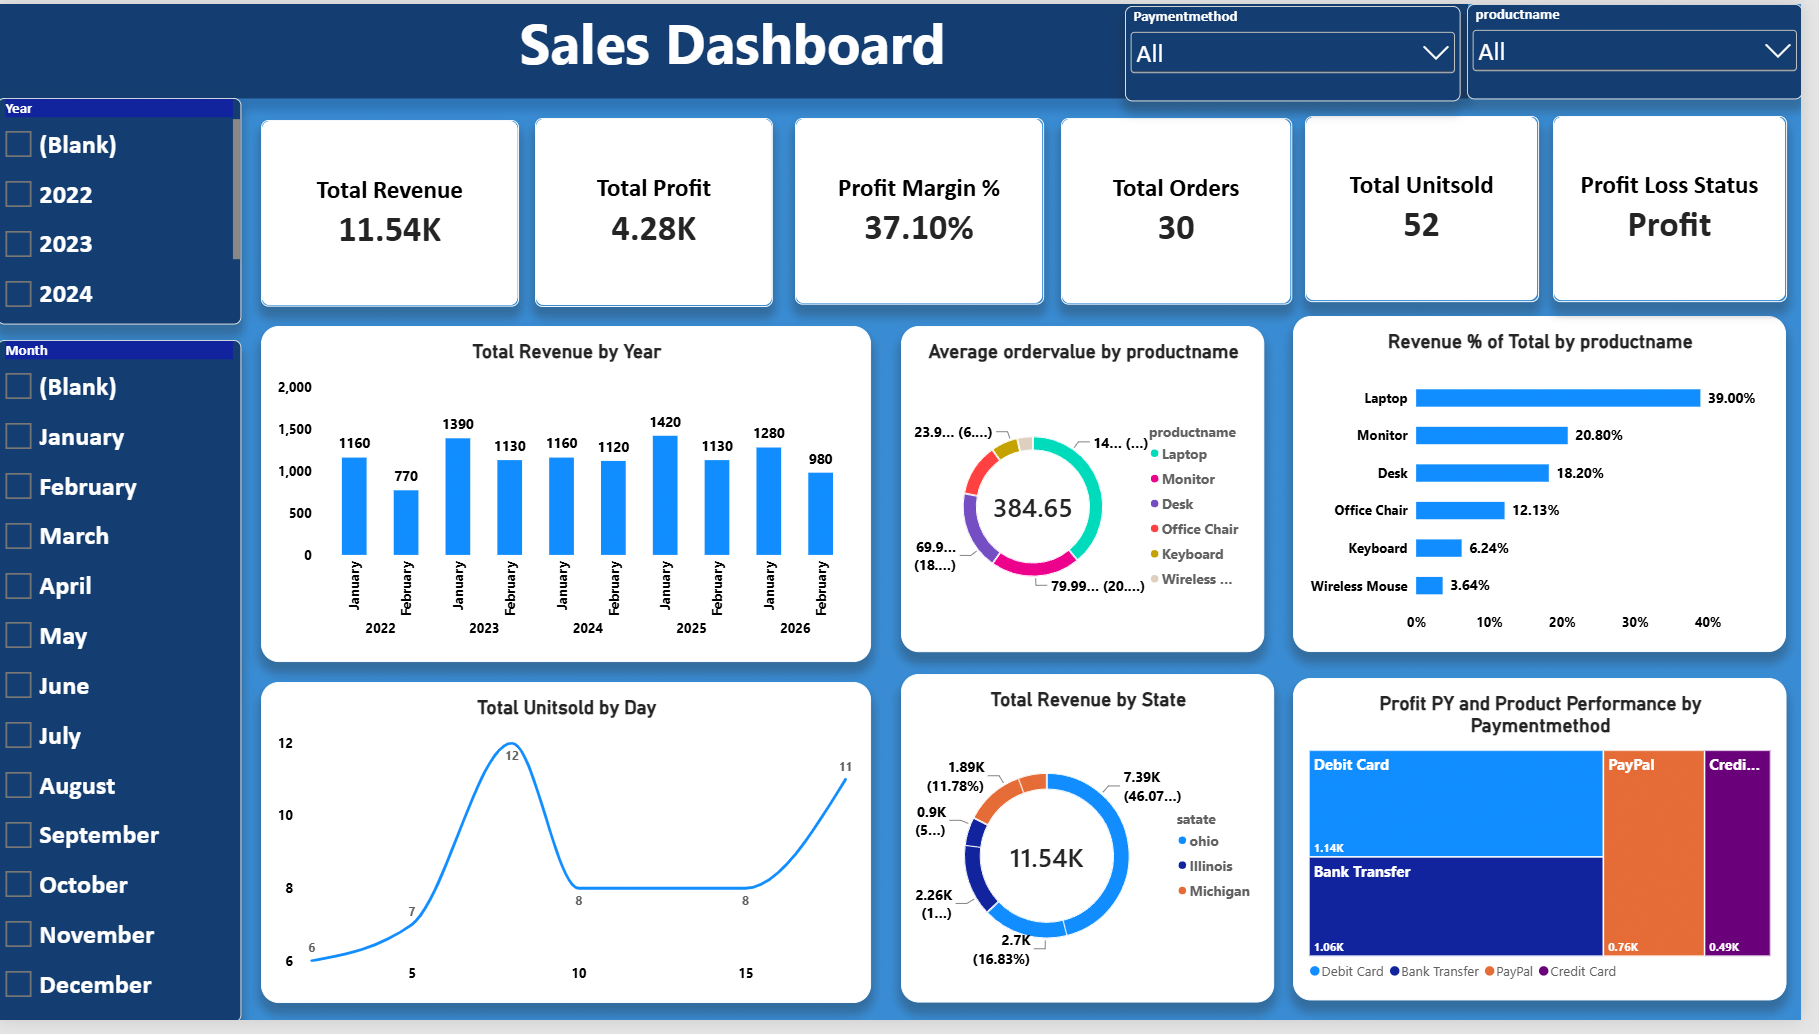 Sales Dashboard
Paymentmethod
All
productname
All
Year
(Blank)
2022
2023
2024
Month
(Blank)
January
February
March
April
May
June
July
August
September
October
November
December
Total Revenue
11.54K
Total Profit
4.28K
Profit Margin %
37.10%
Total Orders
30
Total Unitsold
52
Profit Loss Status
Profit
Total Revenue by Year
2,000
1,500
1,000
500
0
1160
770
1390
1130
1160
1120
1420
1130
1280
980
January
February
January
February
January
February
January
February
January
February
2022
2023
2024
2025
2026
Average ordervalue by productname
23.9... (6....)
14... (...)
384.65
69.9...
(18....)
79.99... (20....)
productname
Laptop
Monitor
Desk
Office Chair
Keyboard
Wireless ...
Revenue % of Total by productname
Laptop 39.00%
Monitor 20.80%
Desk 18.20%
Office Chair 12.13%
Keyboard 6.24%
Wireless Mouse 3.64%
0% 10% 20% 30% 40%
Total Unitsold by Day
12
10
8
6
6
7
12
8
8
11
5 10 15
Total Revenue by State
1.89K
(11.78%)
7.39K
(46.07...)
0.9K
(5...)
11.54K
2.26K
(1...)
2.7K
(16.83%)
satate
ohio
Illinois
Michigan
Profit PY and Product Performance by
Paymentmethod
Debit Card
1.14K
Bank Transfer
1.06K
PayPal
0.76K
Credi...
0.49K
Debit Card Bank Transfer PayPal Credit Card